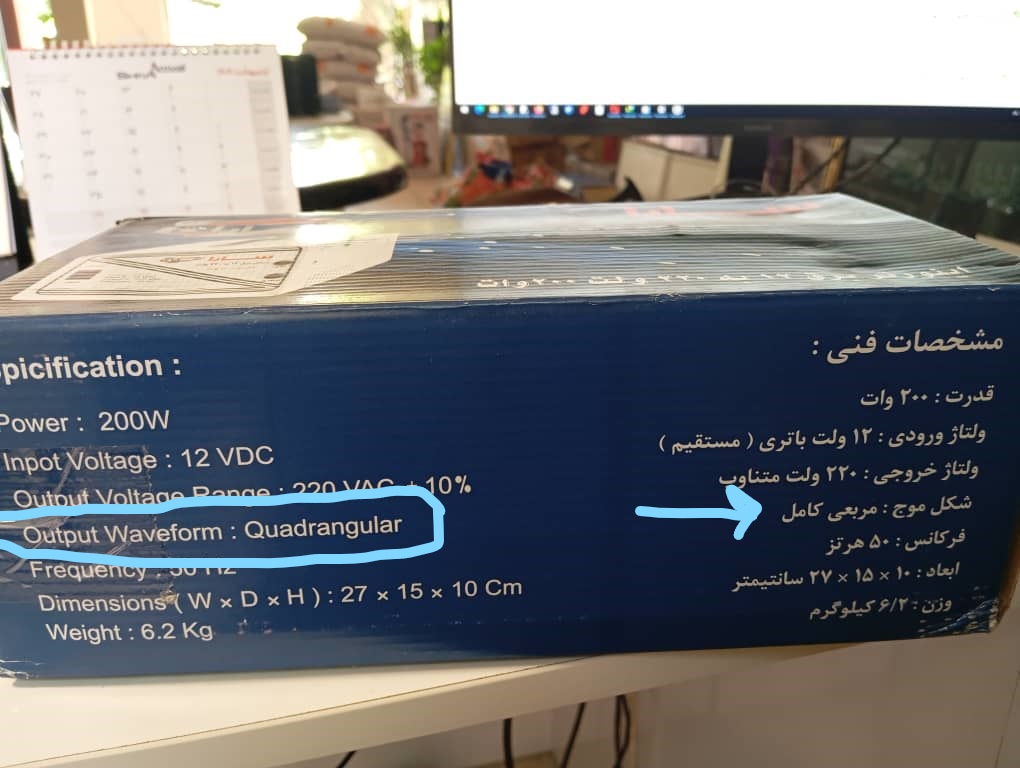 Spicification :
Power : 200W
Inpot Voltage : 12 VDC
Output Voltage Range : 220 VAC ± 10%
Output Waveform : Quadrangular
Frequency : 50 Hz
Dimensions ( W × D × H ) : 27 × 15 × 10 Cm
Weight : 6.2 Kg
مشخصات فنی :
قدرت : ۲۰۰ وات
ولتاژ ورودی : ۱۲ ولت باتری ( مستقیم )
ولتاژ خروجی : ۲۲۰ ولت متناوب
شکل موج : مربعی کامل
فرکانس : ۵۰ هرتز
ابعاد : ۱۰ × ۱۵ × ۲۷ سانتیمتر
وزن : ۶/۲ کیلوگرم